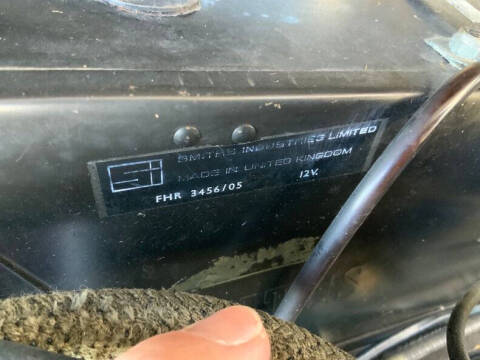 SMITHS INDUSTRIES LIMITED
MADE IN UNITED KINGDOM
FHR 3456/05 12V.